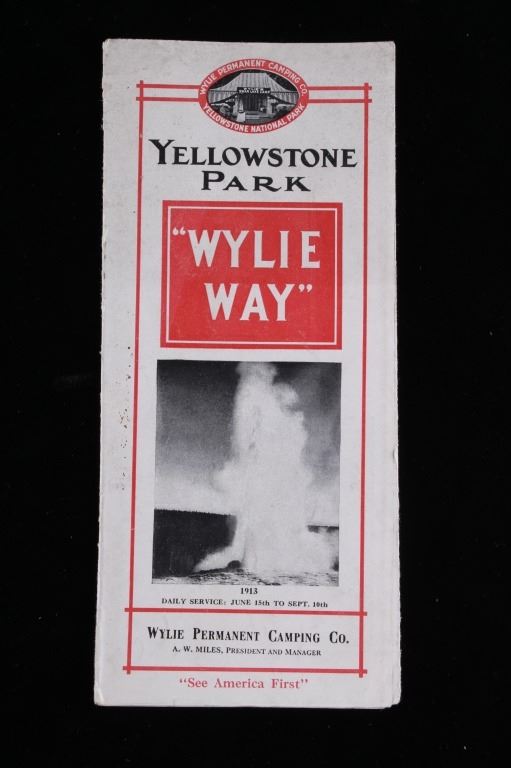 WYLIE PERMANENT CAMPING CO.
YELLOWSTONE NATIONAL PARK
YELLOWSTONE
PARK
"WYLIE
WAY"
1913
DAILY SERVICE: JUNE 15th TO SEPT. 10th
WYLIE PERMANENT CAMPING CO.
A. W. MILES, PRESIDENT AND MANAGER
"See America First"